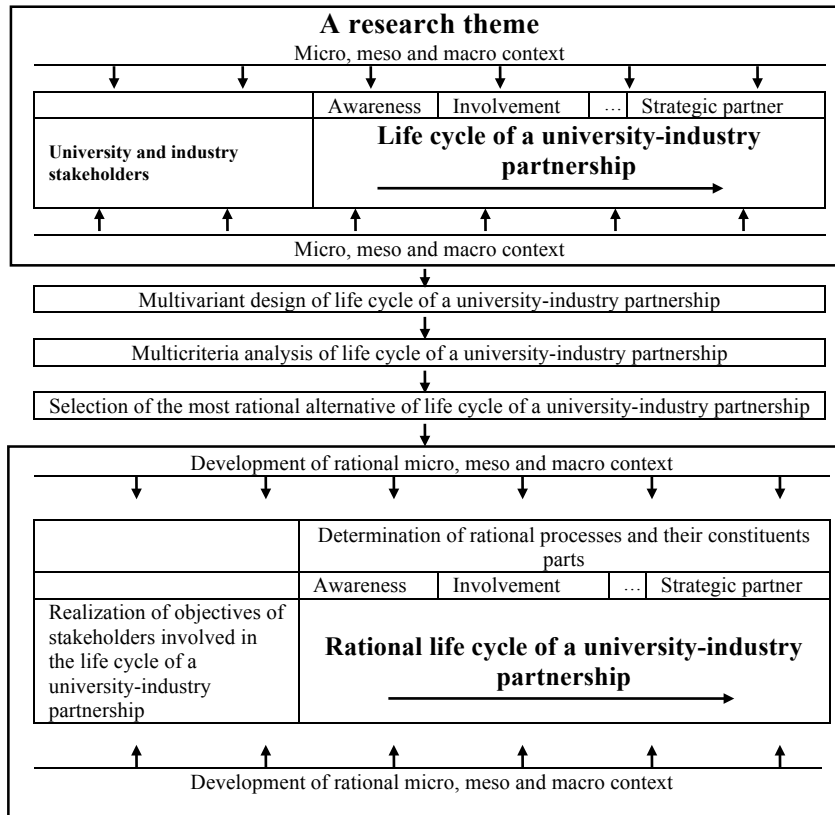 A research theme
Micro, meso and macro context
Awareness Involvement … Strategic partner
University and industry
stakeholders
Life cycle of a university-industry
partnership
Micro, meso and macro context
Multivariant design of life cycle of a university-industry partnership
Multicriteria analysis of life cycle of a university-industry partnership
Selection of the most rational alternative of life cycle of a university-industry partnership
Development of rational micro, meso and macro context
Determination of rational processes and their constituents
parts
Awareness Involvement … Strategic partner
Realization of objectives of
stakeholders involved in
the life cycle of a
university-industry
partnership
Rational life cycle of a university-industry
partnership
Development of rational micro, meso and macro context